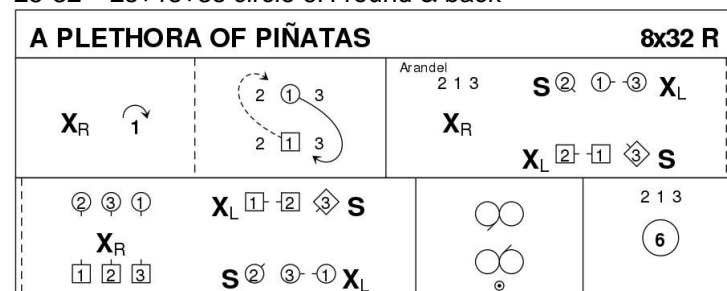 25-32 2s+1s+3s circle 6H round & back
A PLETHORA OF PIÑATAS 8x32 R
Arandel
2 1 3 S 2 1 3 XL
2 1 3
XR 1 XR
2 1 3
XL 2 1 3 S
2 3 1 XL 1 2 3 S 2 1 3
XR 6
1 2 3 S 2 3 1 XL